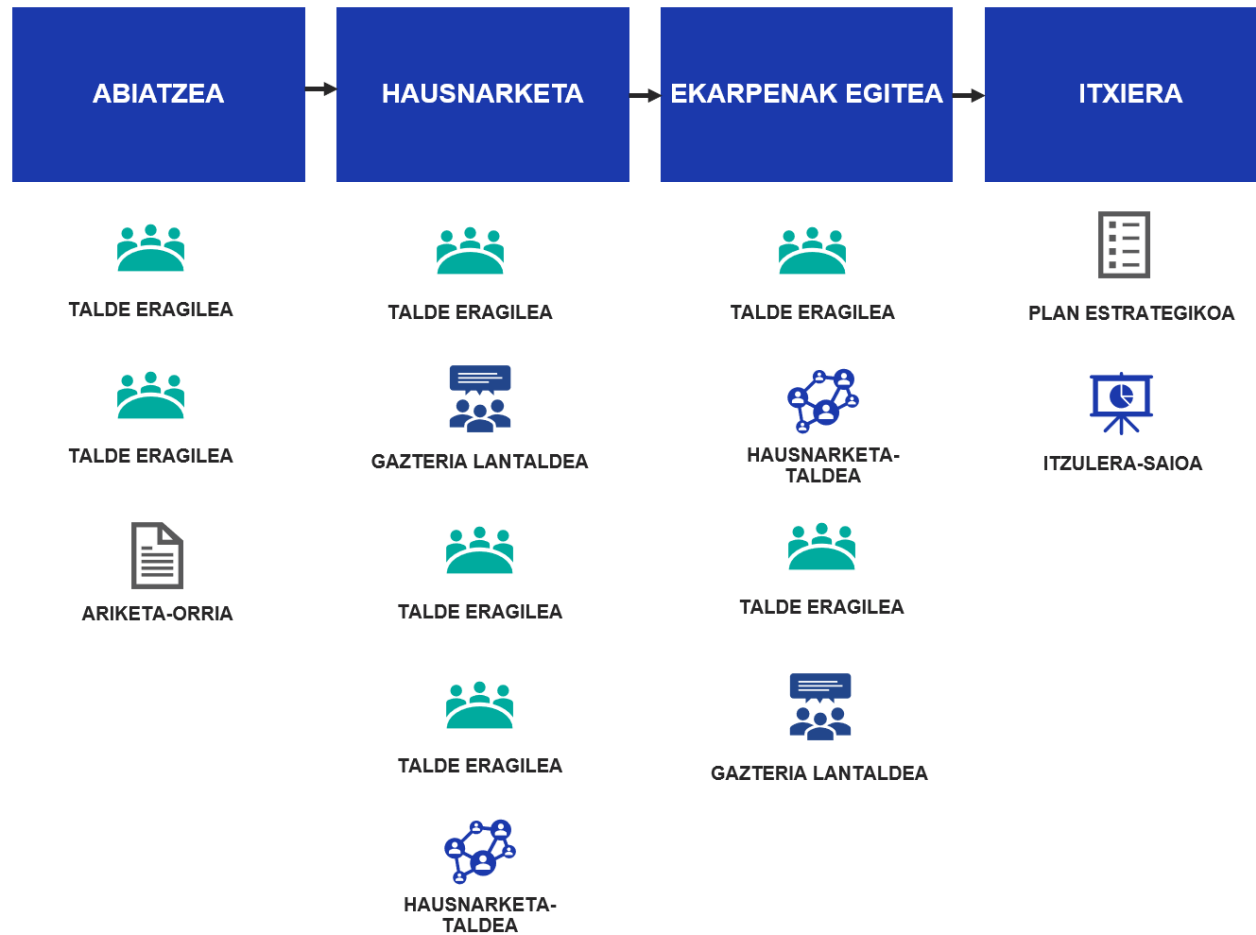 ABIATZEA
HAUSNARKETA
EKARPENAK EGITEA
ITXIERA
TALDE ERAGILEA
TALDE ERAGILEA
ARIKETA-ORRIA
TALDE ERAGILEA
GAZTERIA LANTALDEA
TALDE ERAGILEA
TALDE ERAGILEA
HAUSNARKETA-
TALDEA
TALDE ERAGILEA
HAUSNARKETA-
TALDEA
TALDE ERAGILEA
GAZTERIA LANTALDEA
PLAN ESTRATEGIKOA
ITZULERA-SAIOA